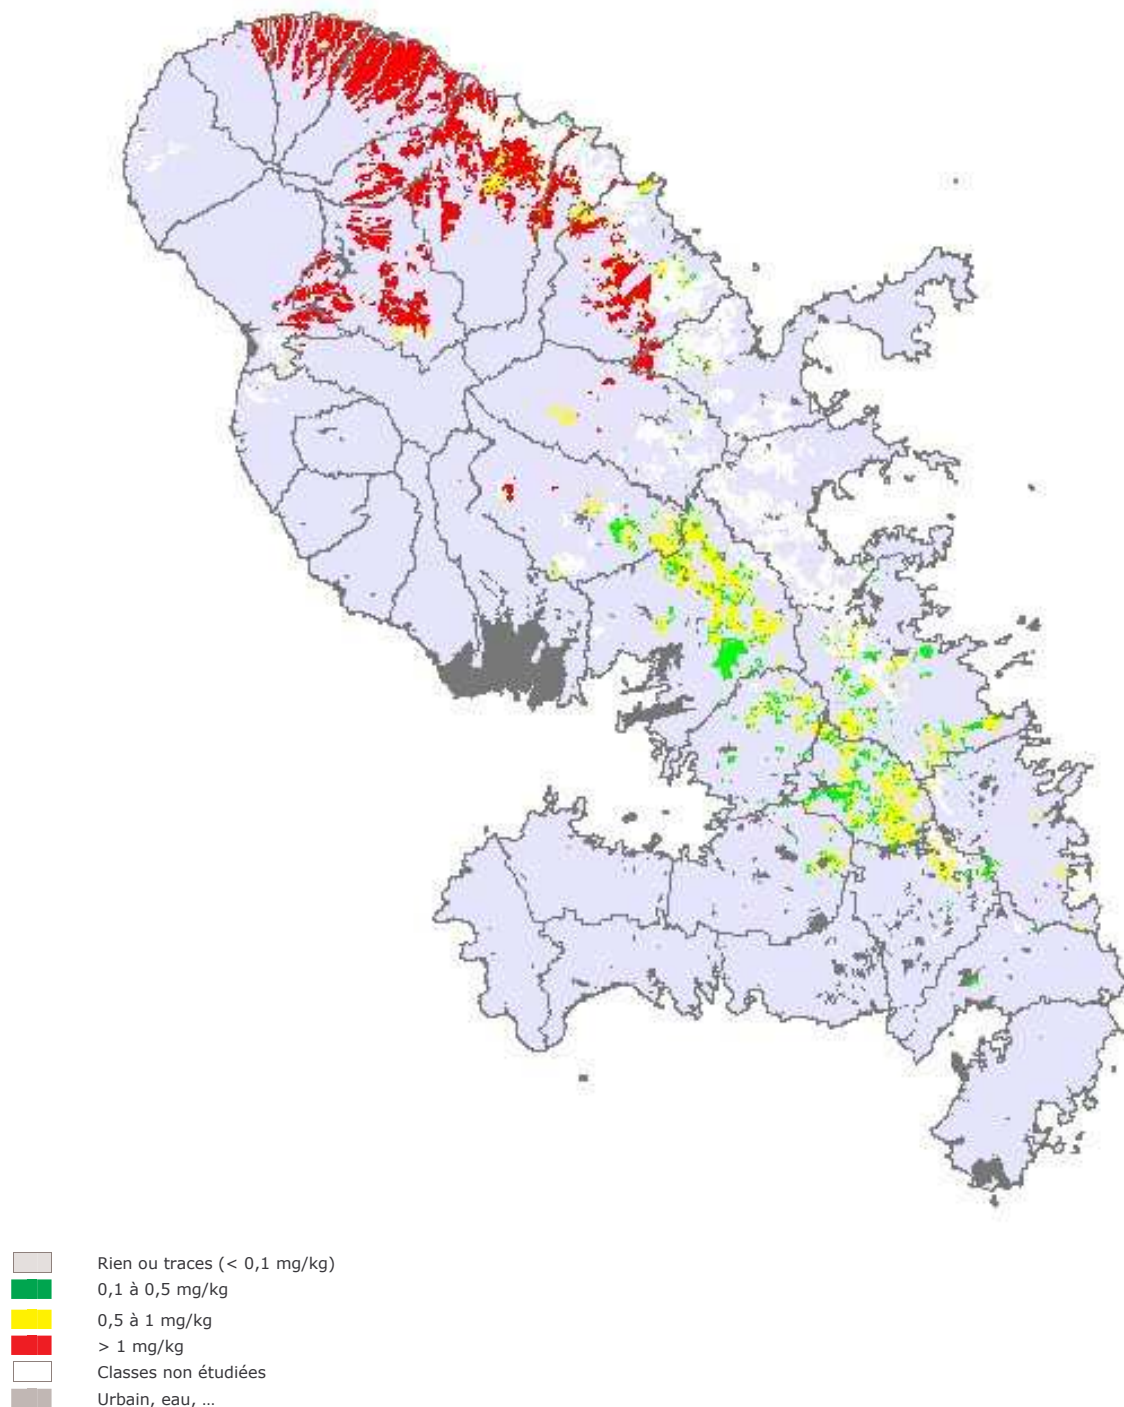 Rien ou traces (< 0,1 mg/kg)
0,1 à 0,5 mg/kg
0,5 à 1 mg/kg
> 1 mg/kg
Classes non étudiées
Urbain, eau, …